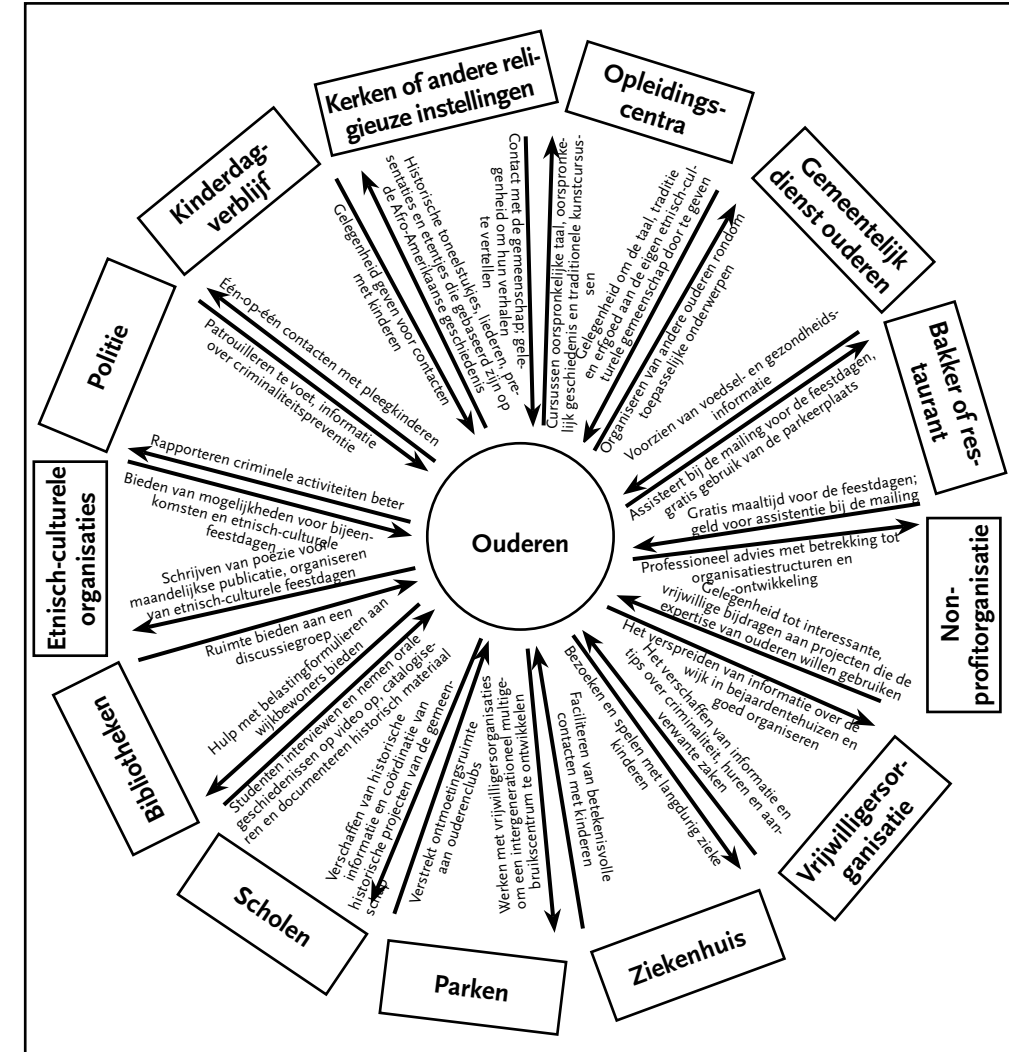 Kerken of andere reli-
gieuze instellingen
Opleidings-
centra
Gemeentelijk
dienst ouderen
Bakker of res-
taurant
Non-
profitorganisatie
Vrijwilligersor-
ganisatie
Ziekenhuis
Parken
Scholen
Bibliotheken
Etnisch-culturele
organisaties
Politie
Kinderdag-
verblijf
Ouderen
Gelegenheid geven voor contacten
met kinderen
Historische toneelstukjes, liederen, pre-
sentaties en etentjes die gebaseerd zijn op
de Afro-Amerikaanse geschiedenis
Contact met de gemeenschap; gele-
genheid om hun verhalen
te vertellen
Cursussen oorspronkelijke taal, oorspronke-
lijk geschiedenis en traditionele kunstcursus-
sen
Gelegenheid om de taal, traditie
en erfgoed aan de eigen etnisch-cul-
turele gemeenschap door te geven
Organiseren van andere ouderen rondom
toepasselijke onderwerpen
Voorzien van voedsel- en gezondheids-
informatie
Assisteert bij de mailing voor de feestdagen,
gratis gebruik van de parkeerplaats
Gratis maaltijd voor de feestdagen;
geld voor assistentie bij de mailing
Professioneel advies met betrekking tot
organisatiestructuren en
-ontwikkeling
Gelegenheid tot interessante,
vrijwillige bijdragen aan projecten die de
expertise van ouderen willen gebruiken
Het verspreiden van informatie over de
wijk in bejaardentehuizen en
goed organiseren
Het verschaffen van informatie en
tips over criminaliteit, huren en aan-
verwante zaken
Bezoeken en spelen met langdurig zieke
kinderen
Faciliteren van betekenisvolle
contacten met kinderen
Werken met vrijwilligersorganisaties
om een intergenerationeel multige-
bruikscentrum te ontwikkelen
Verstrekt ontmoetingsruimte
aan ouderenclubs
Verschaffen van historische
informatie en coördinatie van
historische projecten van de gemeen-
schap
Studenten interviewen en nemen orale
geschiedenissen op video op, catalogise-
ren en documenteren historisch materiaal
Hulp met belastingformulieren aan
wijkbewoners bieden
Ruimte bieden aan een
discussiegroep
Schrijven van poëzie voor
maandelijkse publicatie, organiseren
van etnisch-culturele feestdagen
Bieden van mogelijkheden voor bijeen-
komsten en etnisch-culturele
feestdagen
Rapporteren criminele activiteiten beter
Patrouilleren te voet, informatie
over criminaliteitspreventie
Één-op-één contacten met pleegkinderen